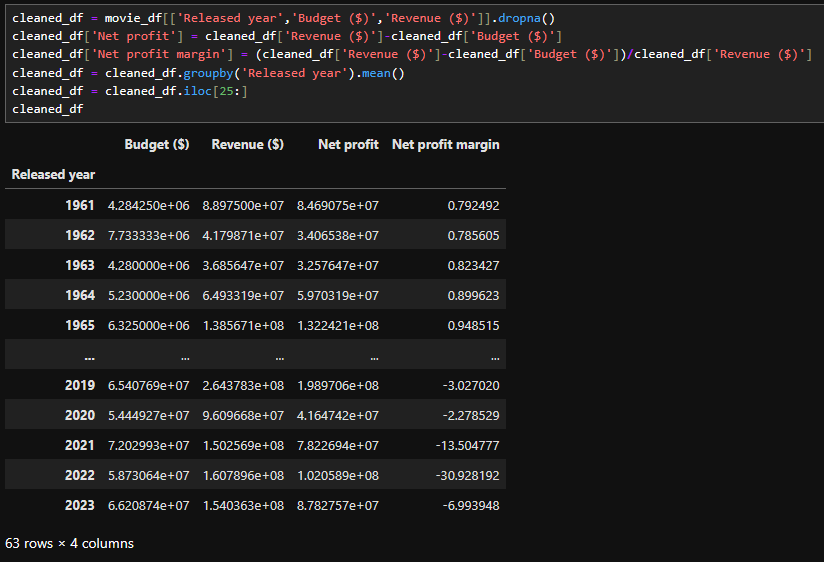 cleaned_df = movie_df[['Released year','Budget ($)','Revenue ($)']].dropna()
cleaned_df['Net profit'] = cleaned_df['Revenue ($)']-cleaned_df['Budget ($)']
cleaned_df['Net profit margin'] = (cleaned_df['Revenue ($)']-cleaned_df['Budget ($)'])/cleaned_df['Revenue ($)']
cleaned_df = cleaned_df.groupby('Released year').mean()
cleaned_df = cleaned_df.iloc[25:]
cleaned_df
Budget ($) Revenue ($) Net profit Net profit margin
Released year
1961 4.284250e+06 8.897500e+07 8.469075e+07 0.792492
1962 7.733333e+06 4.179871e+07 3.406538e+07 0.785605
1963 4.280000e+06 3.685647e+07 3.257647e+07 0.823427
1964 5.230000e+06 6.493319e+07 5.970319e+07 0.899623
1965 6.325000e+06 1.385671e+08 1.322421e+08 0.948515
... ... ... ... ...
2019 6.540769e+07 2.643783e+08 1.989706e+08 -3.027020
2020 5.444927e+07 9.609668e+07 4.164742e+07 -2.278529
2021 7.202993e+07 1.502569e+08 7.822694e+07 -13.504777
2022 5.873064e+07 1.607896e+08 1.020589e+08 -30.928192
2023 6.620874e+07 1.540363e+08 8.782757e+07 -6.993948
63 rows × 4 columns